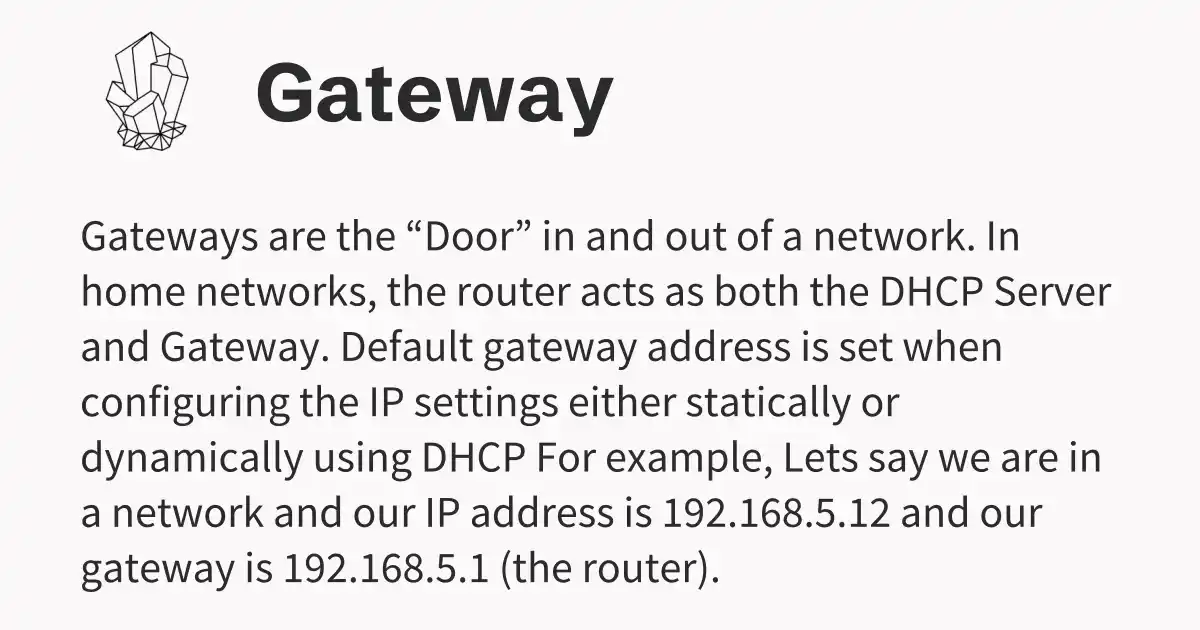 Gateway
Gateways are the “Door” in and out of a network. In
home networks, the router acts as both the DHCP Server
and Gateway. Default gateway address is set when
configuring the IP settings either statically or
dynamically using DHCP For example, Lets say we are in
a network and our IP address is 192.168.5.12 and our
gateway is 192.168.5.1 (the router).